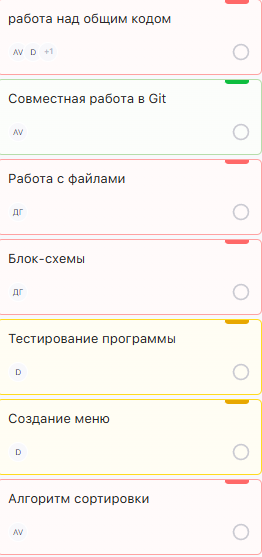 работа над общим кодом
AV D +1
Совместная работа в Git
AV
Работа с файлами
ДГ
Блок-схемы
ДГ
Тестирование программы
D
Создание меню
D
Алгоритм сортировки
AV